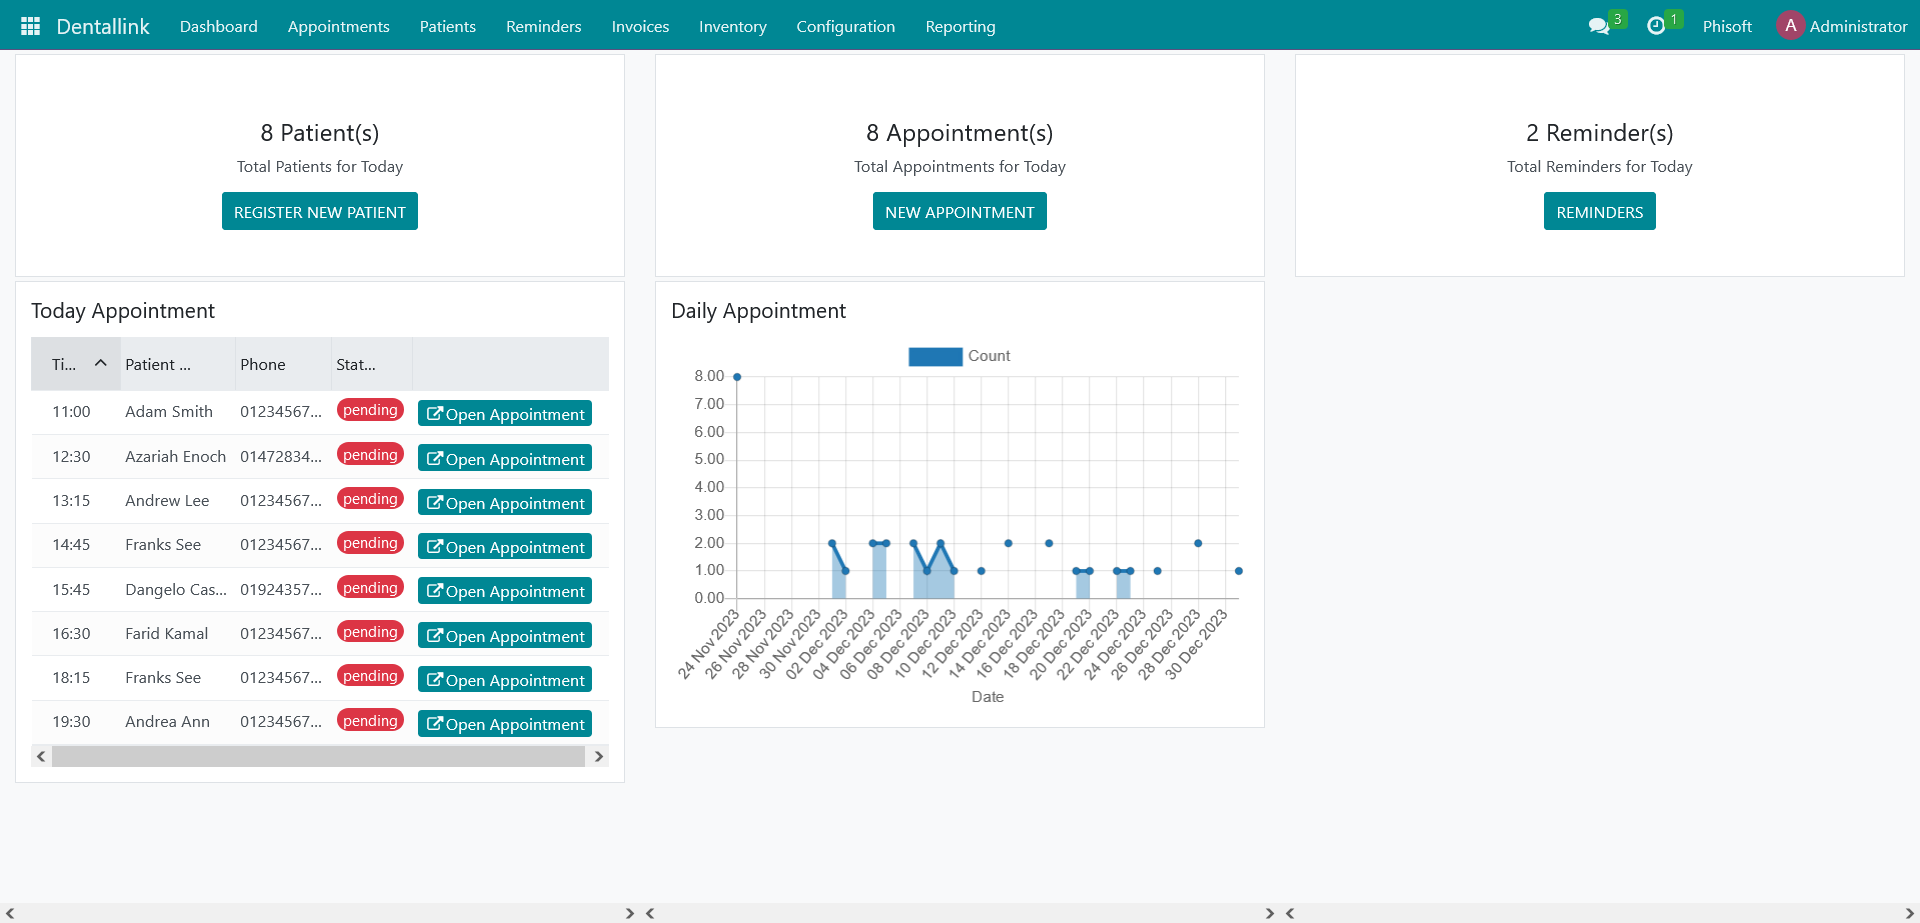 Dentallink Dashboard Appointments Patients Reminders Invoices Inventory Configuration Reporting 3 1 Phisoft A Administrator
8 Patient(s)
Total Patients for Today
REGISTER NEW PATIENT
8 Appointment(s)
Total Appointments for Today
NEW APPOINTMENT
2 Reminder(s)
Total Reminders for Today
REMINDERS
Today Appointment
Ti... Patient ... Phone Stat...
11:00 Adam Smith 01234567... pending Open Appointment
12:30 Azariah Enoch 01472834... pending Open Appointment
13:15 Andrew Lee 01234567... pending Open Appointment
14:45 Franks See 01234567... pending Open Appointment
15:45 Dangelo Cas... 01924357... pending Open Appointment
16:30 Farid Kamal 01234567... pending Open Appointment
18:15 Franks See 01234567... pending Open Appointment
19:30 Andrea Ann 01234567... pending Open Appointment
Daily Appointment
Count
8.00
7.00
6.00
5.00
4.00
3.00
2.00
1.00
0.00
24 Nov 2023
26 Nov 2023
28 Nov 2023
30 Nov 2023
02 Dec 2023
04 Dec 2023
06 Dec 2023
08 Dec 2023
10 Dec 2023
12 Dec 2023
14 Dec 2023
16 Dec 2023
18 Dec 2023
20 Dec 2023
22 Dec 2023
24 Dec 2023
26 Dec 2023
28 Dec 2023
30 Dec 2023
Date